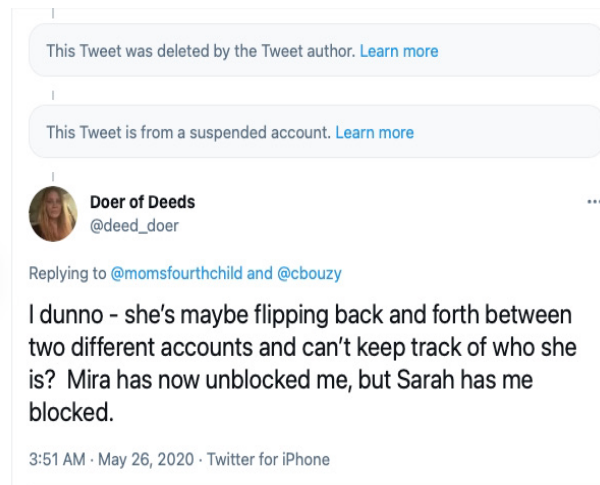 This Tweet was deleted by the Tweet author. Learn more
This Tweet is from a suspended account. Learn more
Doer of Deeds
@deed_doer
Replying to @momsfourthchild and @cbouzy
I dunno - she's maybe flipping back and forth between
two different accounts and can't keep track of who she
is?  Mira has now unblocked me, but Sarah has me
blocked.
3:51 AM · May 26, 2020 · Twitter for iPhone